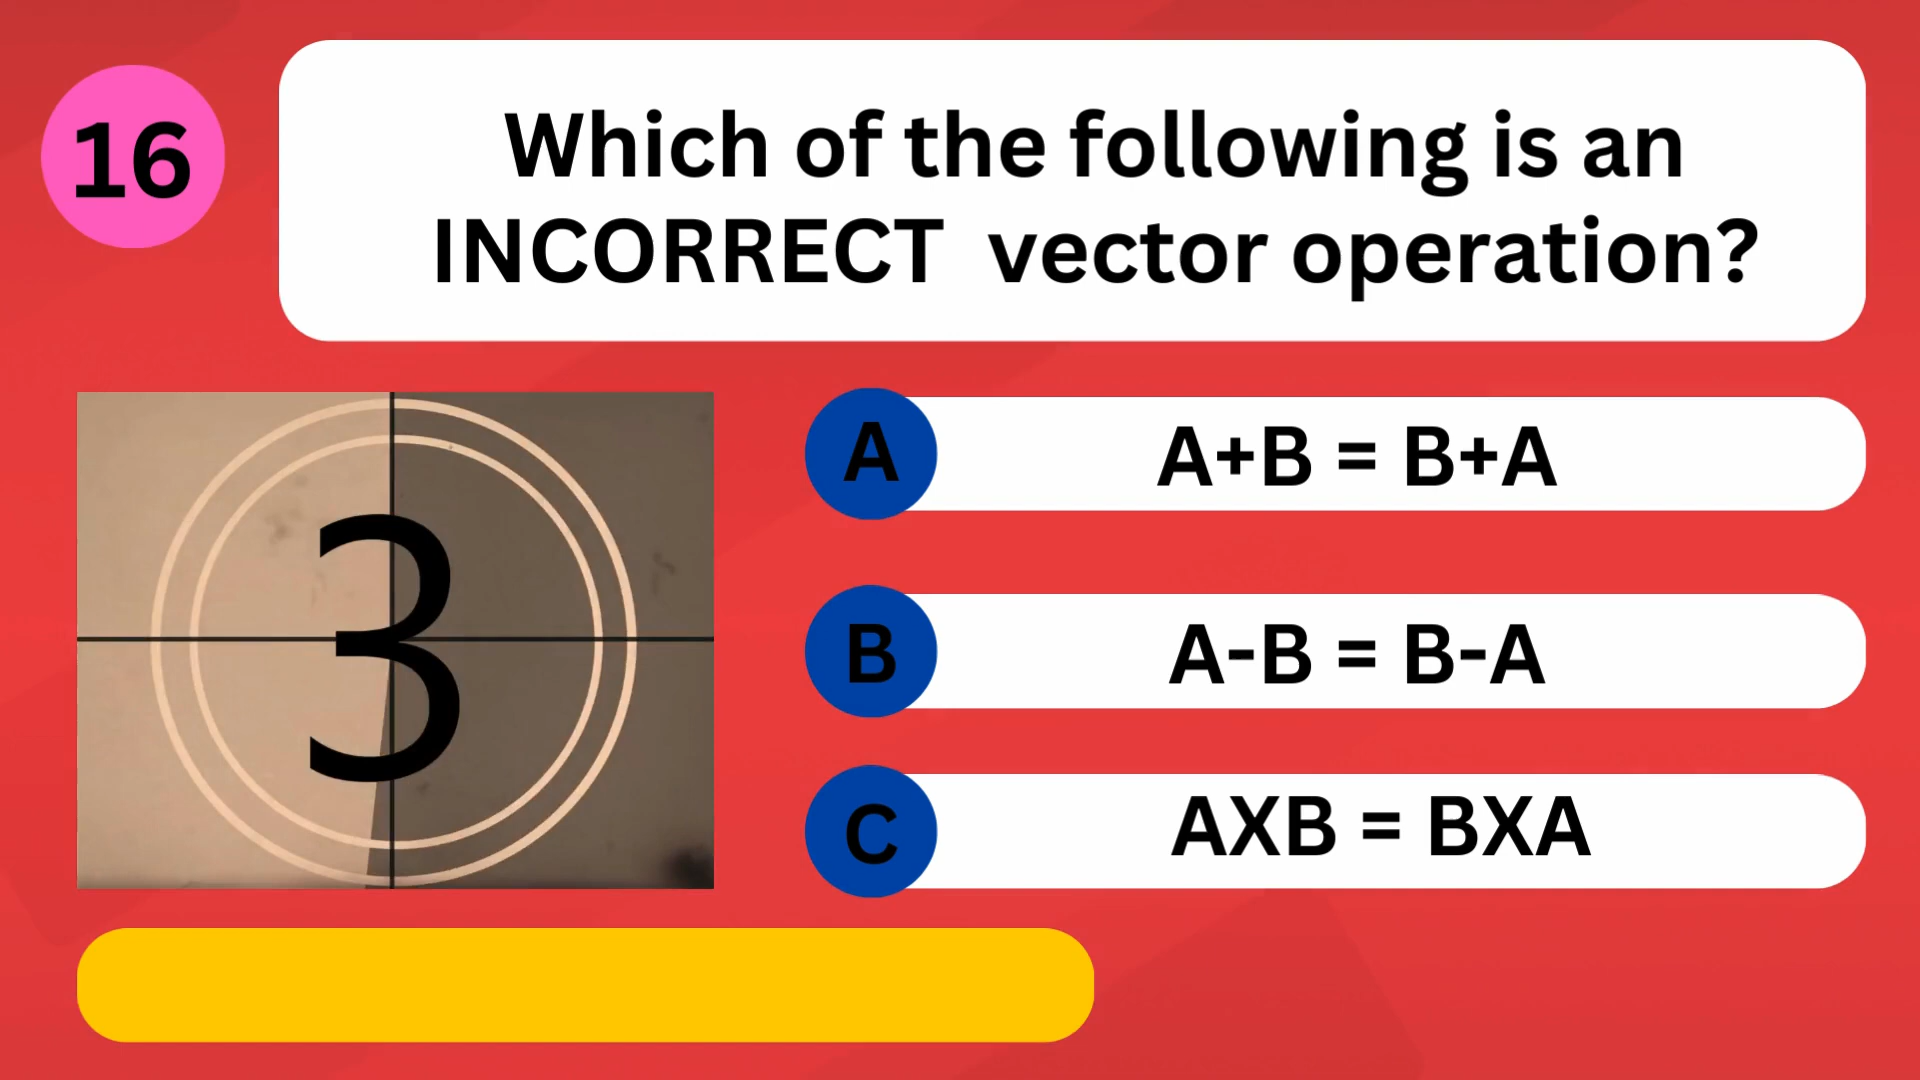 16
Which of the following is an
INCORRECT vector operation?
3
A
A+B = B+A
B
A-B = B-A
C
AXB = BXA